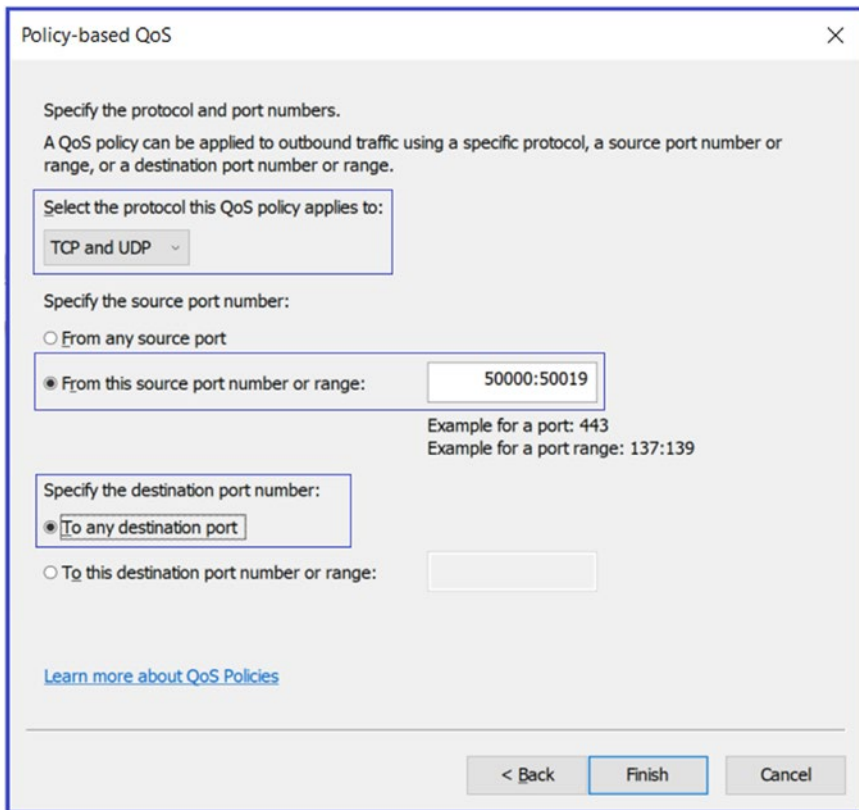 Policy-based QoS
Specify the protocol and port numbers.
A QoS policy can be applied to outbound traffic using a specific protocol, a source port number or
range, or a destination port number or range.
Select the protocol this QoS policy applies to:
TCP and UDP
Specify the source port number:
From any source port
From this source port number or range: 50000:50019
Example for a port: 443
Example for a port range: 137:139
Specify the destination port number:
To any destination port
To this destination port number or range:
Learn more about QoS Policies
< Back Finish Cancel